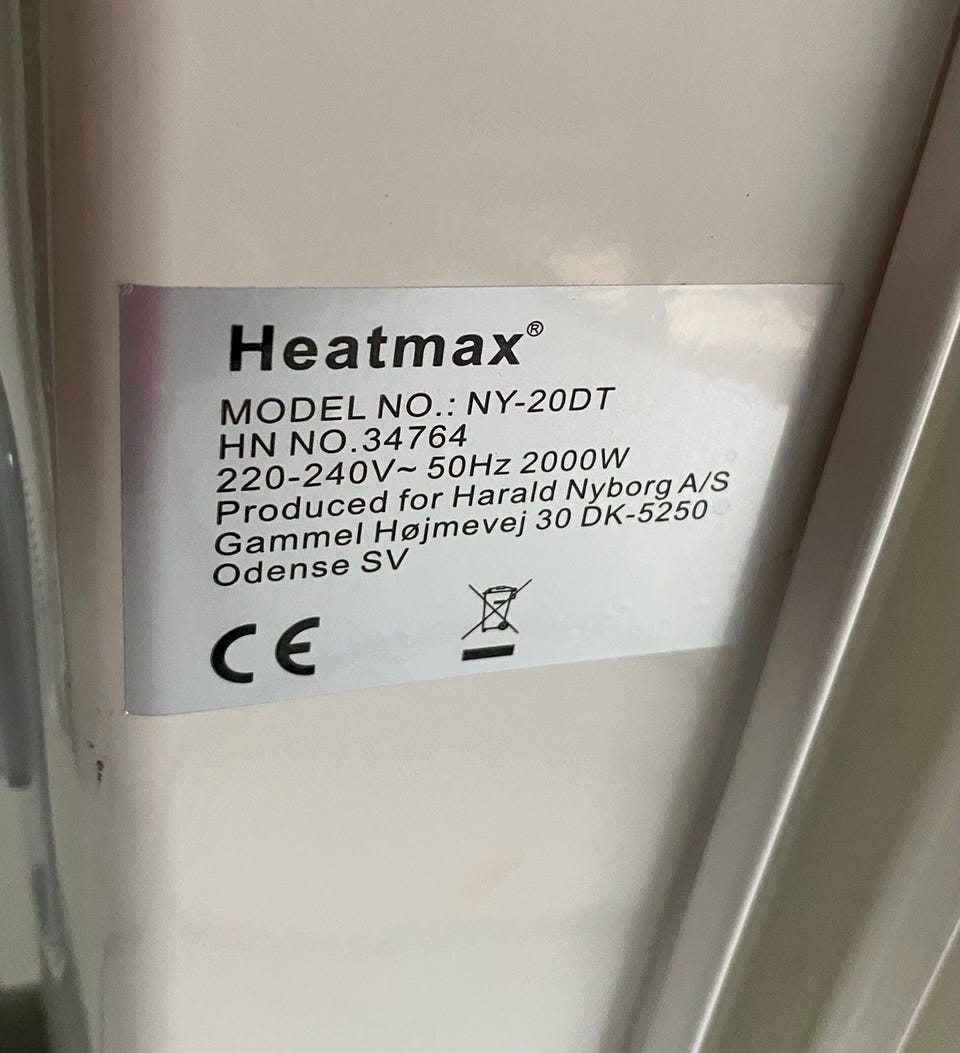 Heatmax®
MODEL NO.: NY-20DT
HN NO.34764
220-240V~ 50Hz 2000W
Produced for Harald Nyborg A/S
Gammel Højmevej 30 DK-5250
Odense SV
CE